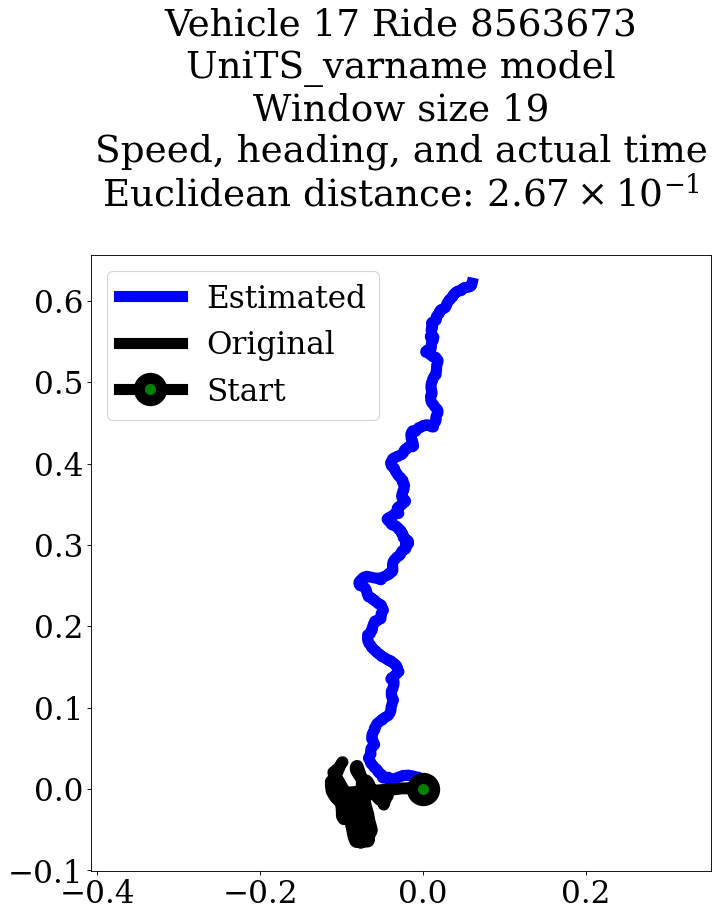 Vehicle 17 Ride 8563673
UniTS_varname model
Window size 19
Speed, heading, and actual time
Euclidean distance: 2.67 × 10⁻¹
Estimated
Original
Start
0.6
0.5
0.4
0.3
0.2
0.1
0.0
−0.1
−0.4
−0.2
0.0
0.2